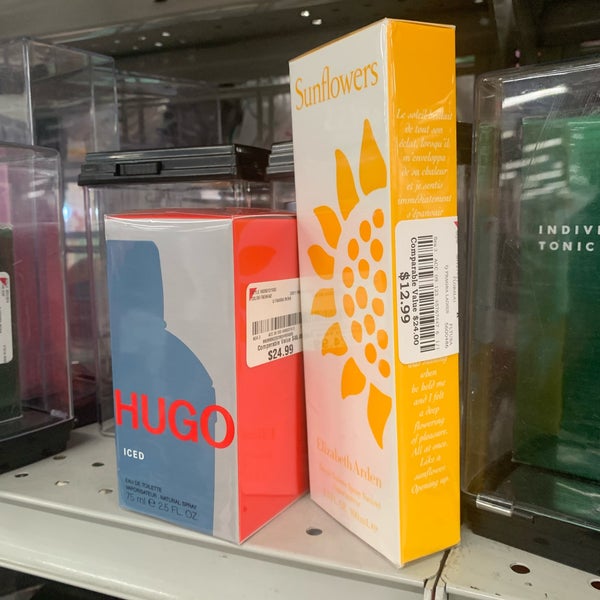 HUGO
ICED
EAU DE TOILETTE
VAPORISATEUR NATURAL SPRAY
75 ml e 2.5 FL. OZ.
Comparable Value
$24.99
Sunflowers
Elizabeth Arden
Le soleil
de tout son
éclat, lorsqu'il
m'enveloppa
de sa chaleur
et je sentis
immédiatement
s'épanouir
Comparable Value $24.00
$12.99
when
he held me
and I felt
a deep
flowering
of pleasure.
All at once.
Like a
sunflower.
Opening up.
INDIVI
TONIC